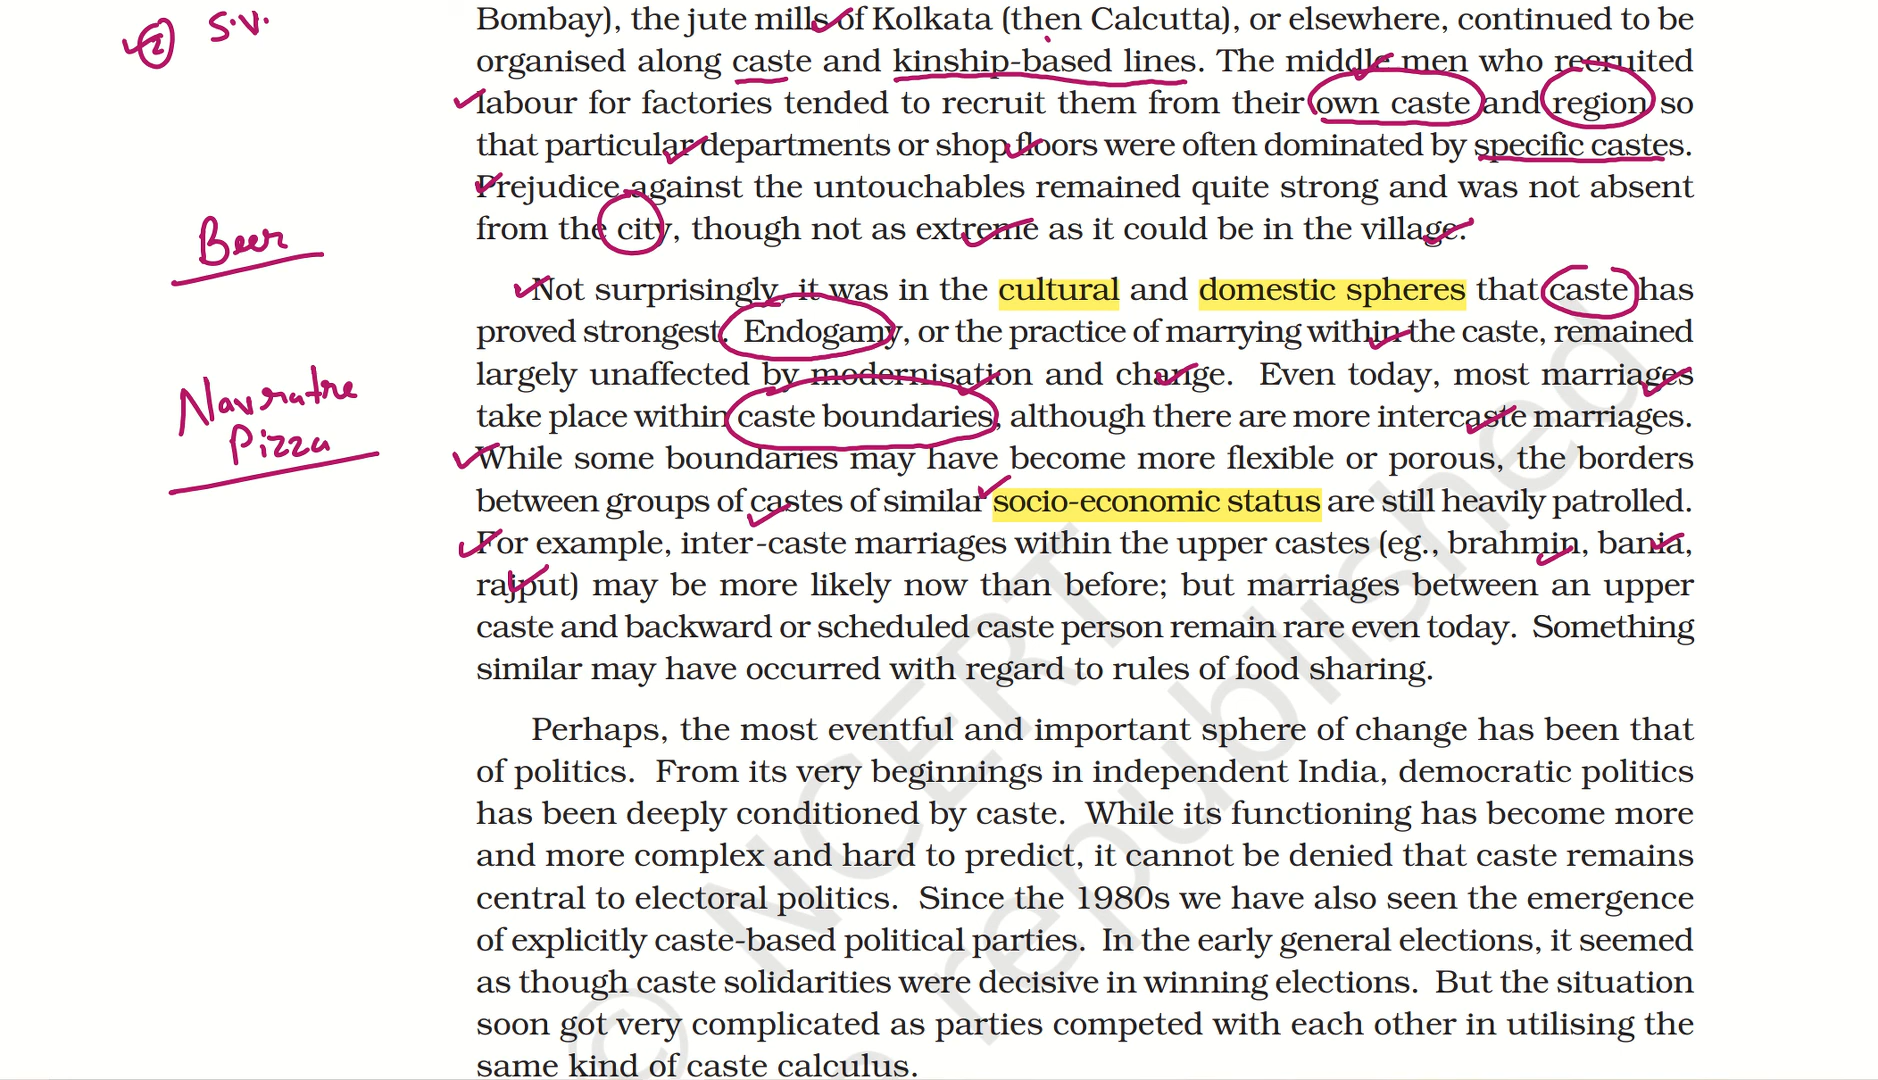 ② S.V.
Beer
Navratre
Pizza
Bombay), the jute mills of Kolkata (then Calcutta), or elsewhere, continued to be
organised along caste and kinship-based lines. The middle men who recruited
labour for factories tended to recruit them from their own caste and region so
that particular departments or shop floors were often dominated by specific castes.
Prejudice against the untouchables remained quite strong and was not absent
from the city, though not as extreme as it could be in the village.
Not surprisingly, it was in the cultural and domestic spheres that caste has
proved strongest. Endogamy, or the practice of marrying within the caste, remained
largely unaffected by modernisation and change. Even today, most marriages
take place within caste boundaries, although there are more intercaste marriages.
While some boundaries may have become more flexible or porous, the borders
between groups of castes of similar socio-economic status are still heavily patrolled.
For example, inter-caste marriages within the upper castes (eg., brahmin, bania,
rajput) may be more likely now than before; but marriages between an upper
caste and backward or scheduled caste person remain rare even today. Something
similar may have occurred with regard to rules of food sharing.
Perhaps, the most eventful and important sphere of change has been that
of politics. From its very beginnings in independent India, democratic politics
has been deeply conditioned by caste. While its functioning has become more
and more complex and hard to predict, it cannot be denied that caste remains
central to electoral politics. Since the 1980s we have also seen the emergence
of explicitly caste-based political parties. In the early general elections, it seemed
as though caste solidarities were decisive in winning elections. But the situation
soon got very complicated as parties competed with each other in utilising the
same kind of caste calculus.
© NCERT
republished